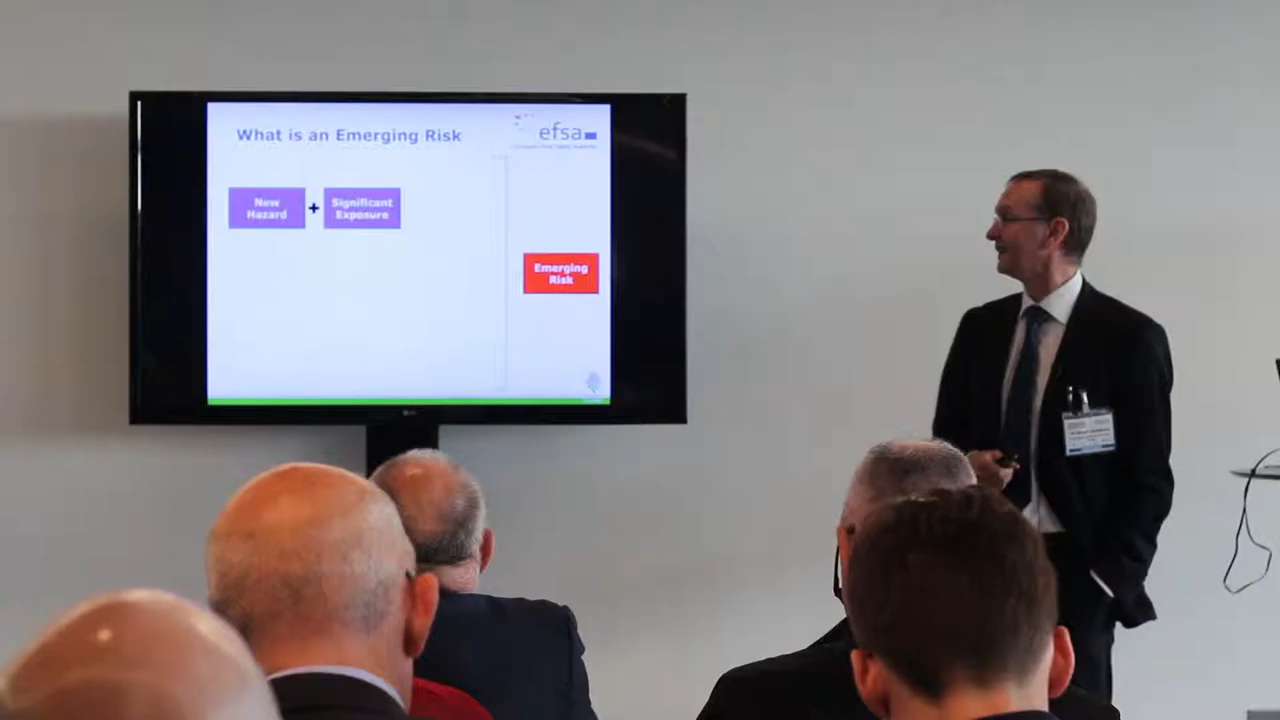 What is an Emerging Risk
efsa
New
Hazard
+
Significant
Exposure
Emerging
Risk